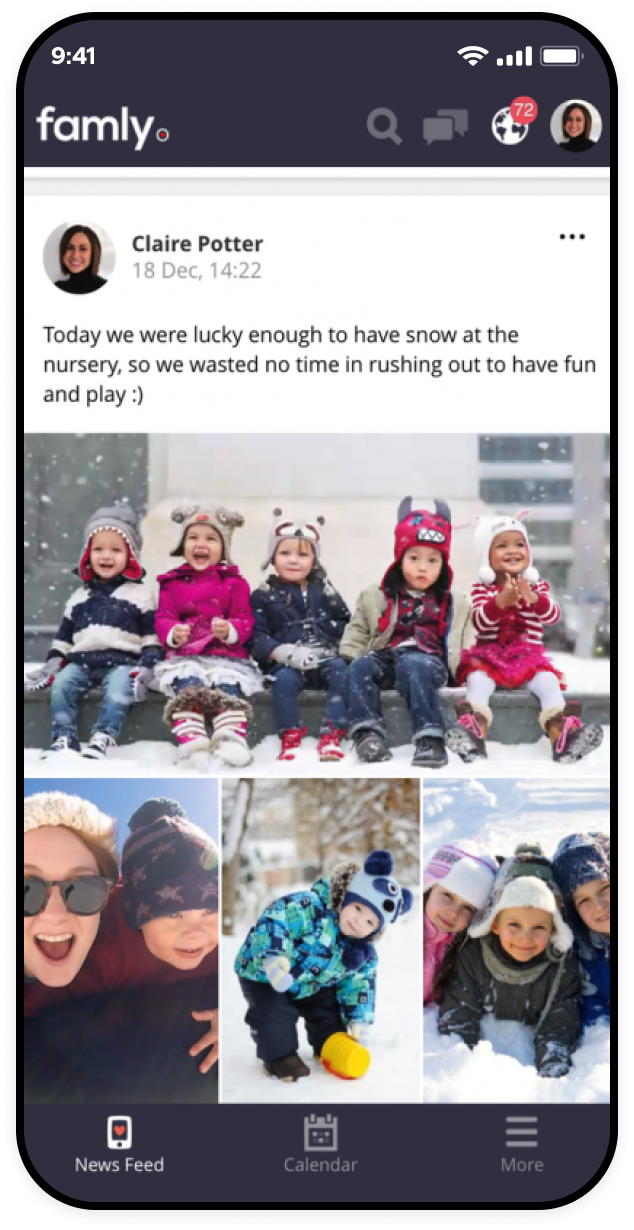 9:41
famly
72
Claire Potter
18 Dec, 14:22
Today we were lucky enough to have snow at the
nursery, so we wasted no time in rushing out to have fun
and play :)
News Feed
Calendar
More